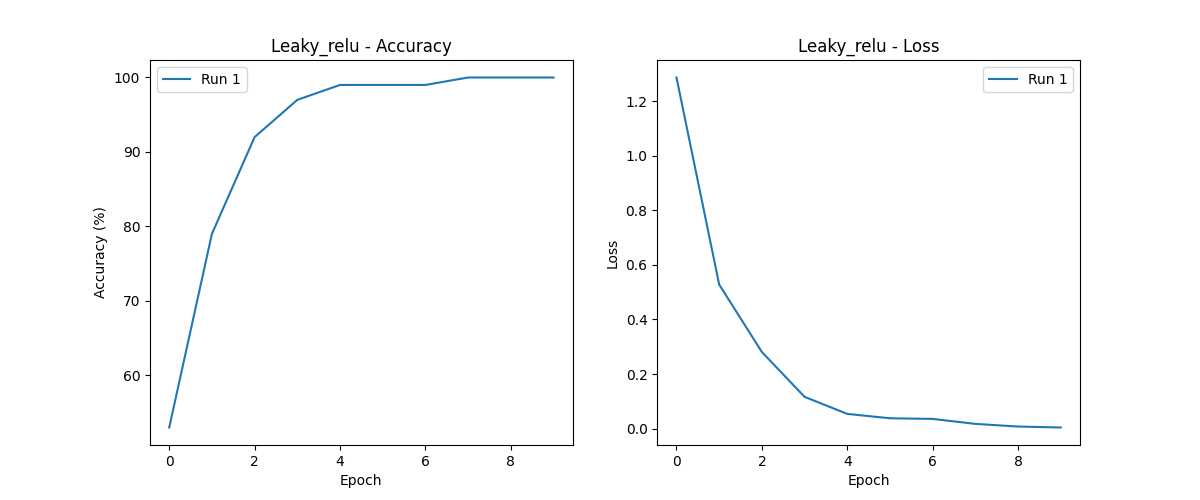 Leaky_relu - Accuracy
Run 1
100
90
80
70
60
Accuracy (%)
0 2 4 6 8
Epoch
Leaky_relu - Loss
Run 1
1.2
1.0
0.8
0.6
0.4
0.2
0.0
Loss
0 2 4 6 8
Epoch